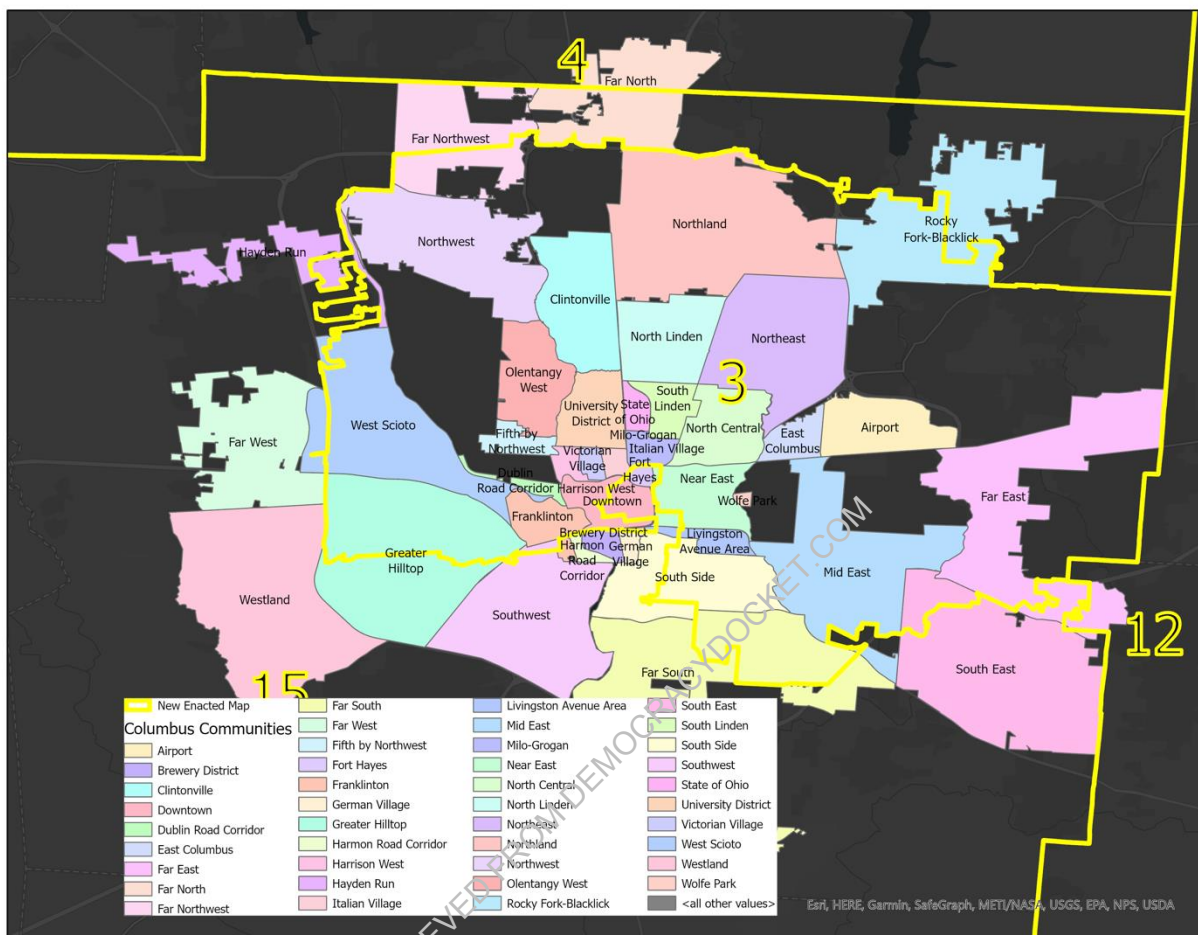 4
Far North
Far Northwest
Rocky
Fork-Blacklick
Northland
Northwest
Hayden Run
Clintonville
North Linden
Northeast
3
Olentangy
West
South
Linden
University
District
State
of Ohio
North Central
West Scioto
Far West
Fifth by
Northwest
Milo-Grogan
Italian Village
East
Columbus
Airport
Victorian
Village
Fort
Hayes
Near East
Dublin
Road Corridor
Harrison West
Downtown
Wolfe Park
Far East
Franklinton
Brewery District
Livingston
Avenue Area
Harmon
Road
Corridor
German
Village
Greater
Hilltop
South Side
Mid East
Westland
Southwest
12
South East
Far South
15
New Enacted Map
Columbus Communities
Airport
Brewery District
Clintonville
Downtown
Dublin Road Corridor
East Columbus
Far East
Far North
Far Northwest
Far South
Far West
Fifth by Northwest
Fort Hayes
Franklinton
German Village
Greater Hilltop
Harmon Road Corridor
Harrison West
Hayden Run
Italian Village
Livingston Avenue Area
Mid East
Milo-Grogan
Near East
North Central
North Linden
Northeast
Northland
Northwest
Olentangy West
Rocky Fork-Blacklick
South East
South Linden
South Side
Southwest
State of Ohio
University District
Victorian Village
West Scioto
Westland
Wolfe Park
<all other values>
Esri, HERE, Garmin, SafeGraph, METI/NASA, USGS, EPA, NPS, USDA
EVED FROM DEMOCRACYDOCKET.COM